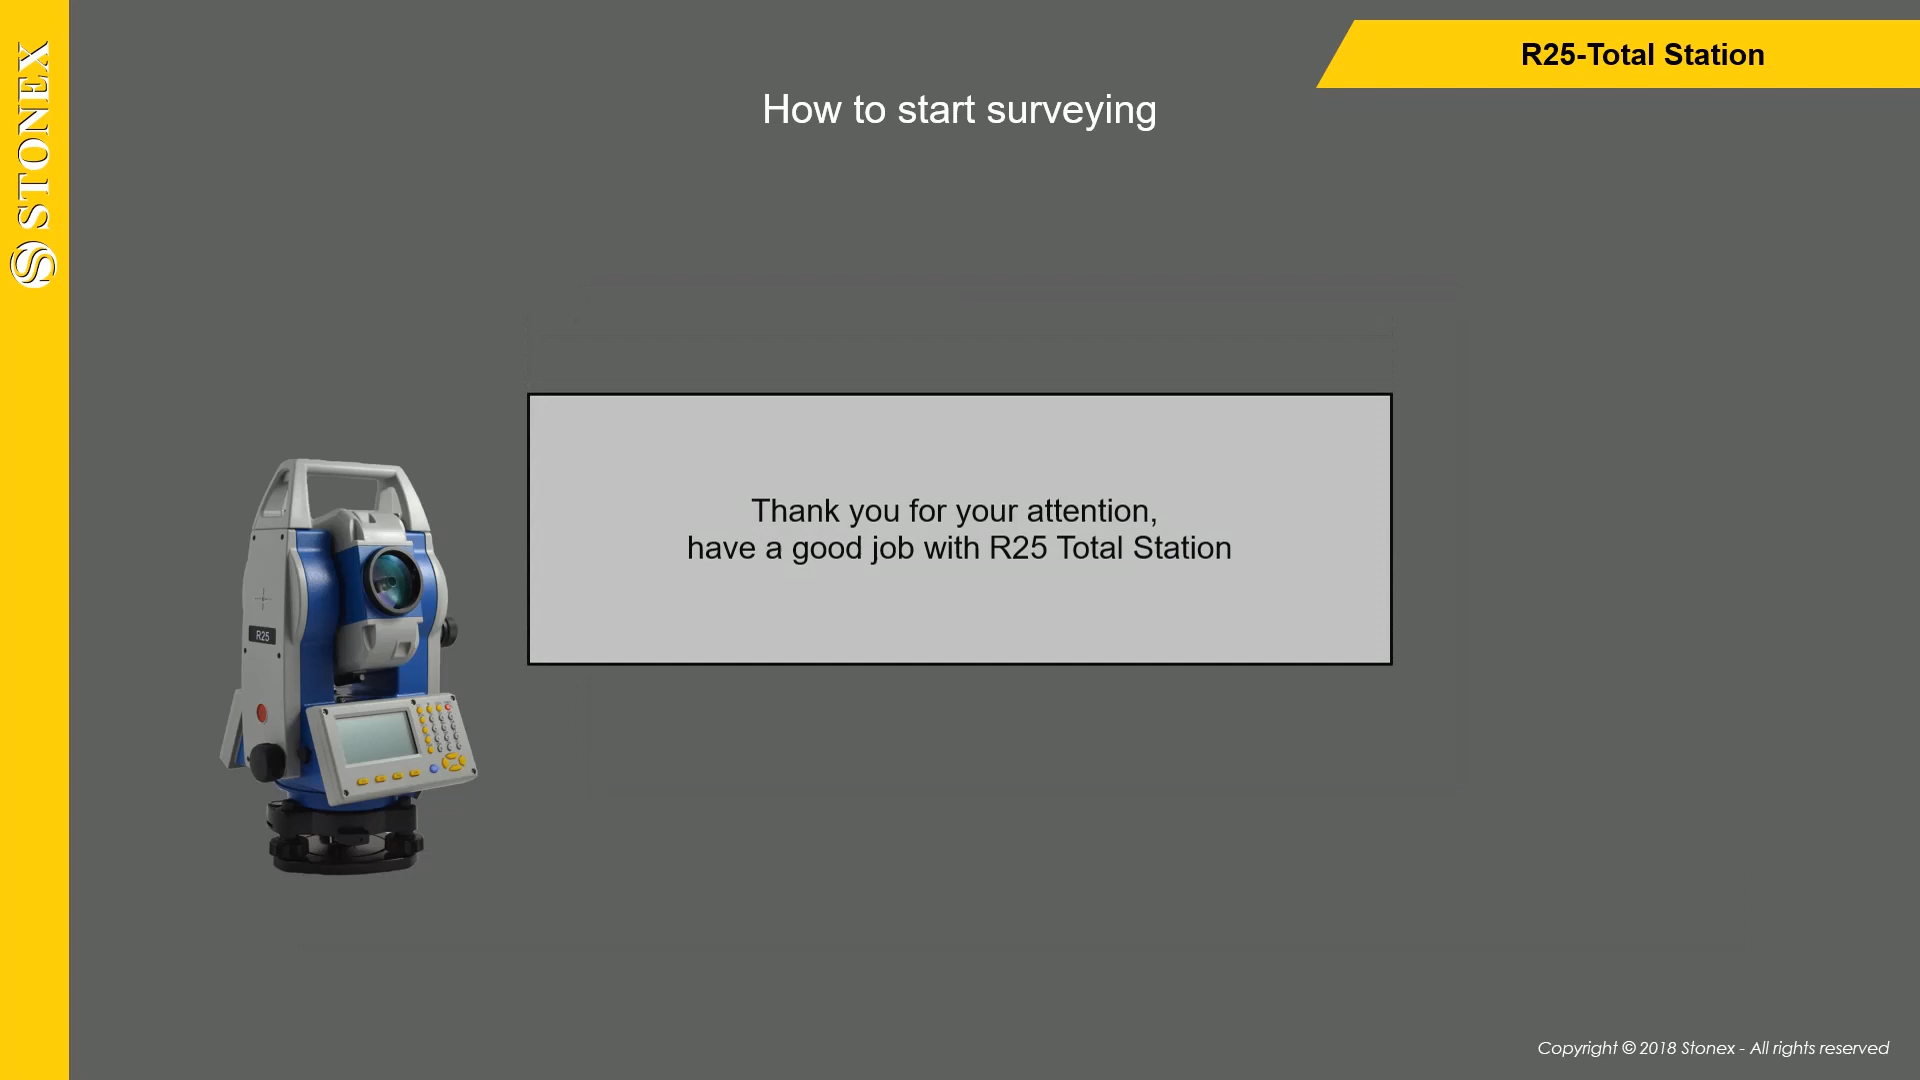 STONEX
R25-Total Station
How to start surveying
Thank you for your attention,
have a good job with R25 Total Station
R25
Copyright © 2018 Stonex - All rights reserved